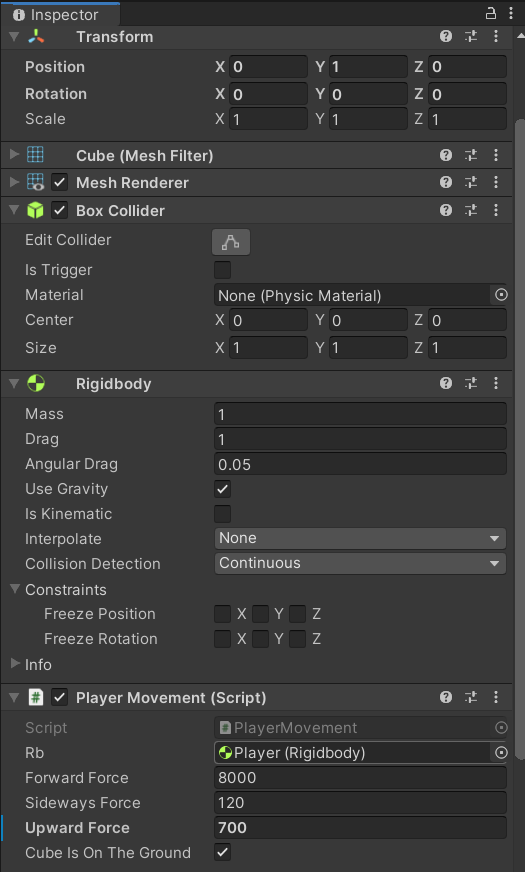 Inspector
Transform
Position X 0 Y 1 Z 0
Rotation X 0 Y 0 Z 0
Scale X 1 Y 1 Z 1
Cube (Mesh Filter)
Mesh Renderer
Box Collider
Edit Collider
Is Trigger
Material None (Physic Material)
Center X 0 Y 0 Z 0
Size X 1 Y 1 Z 1
Rigidbody
Mass 1
Drag 1
Angular Drag 0.05
Use Gravity
Is Kinematic
Interpolate None
Collision Detection Continuous
Constraints
Freeze Position X Y Z
Freeze Rotation X Y Z
Info
# Player Movement (Script)
Script # PlayerMovement
Rb Player (Rigidbody)
Forward Force 8000
Sideways Force 120
Upward Force 700
Cube Is On The Ground